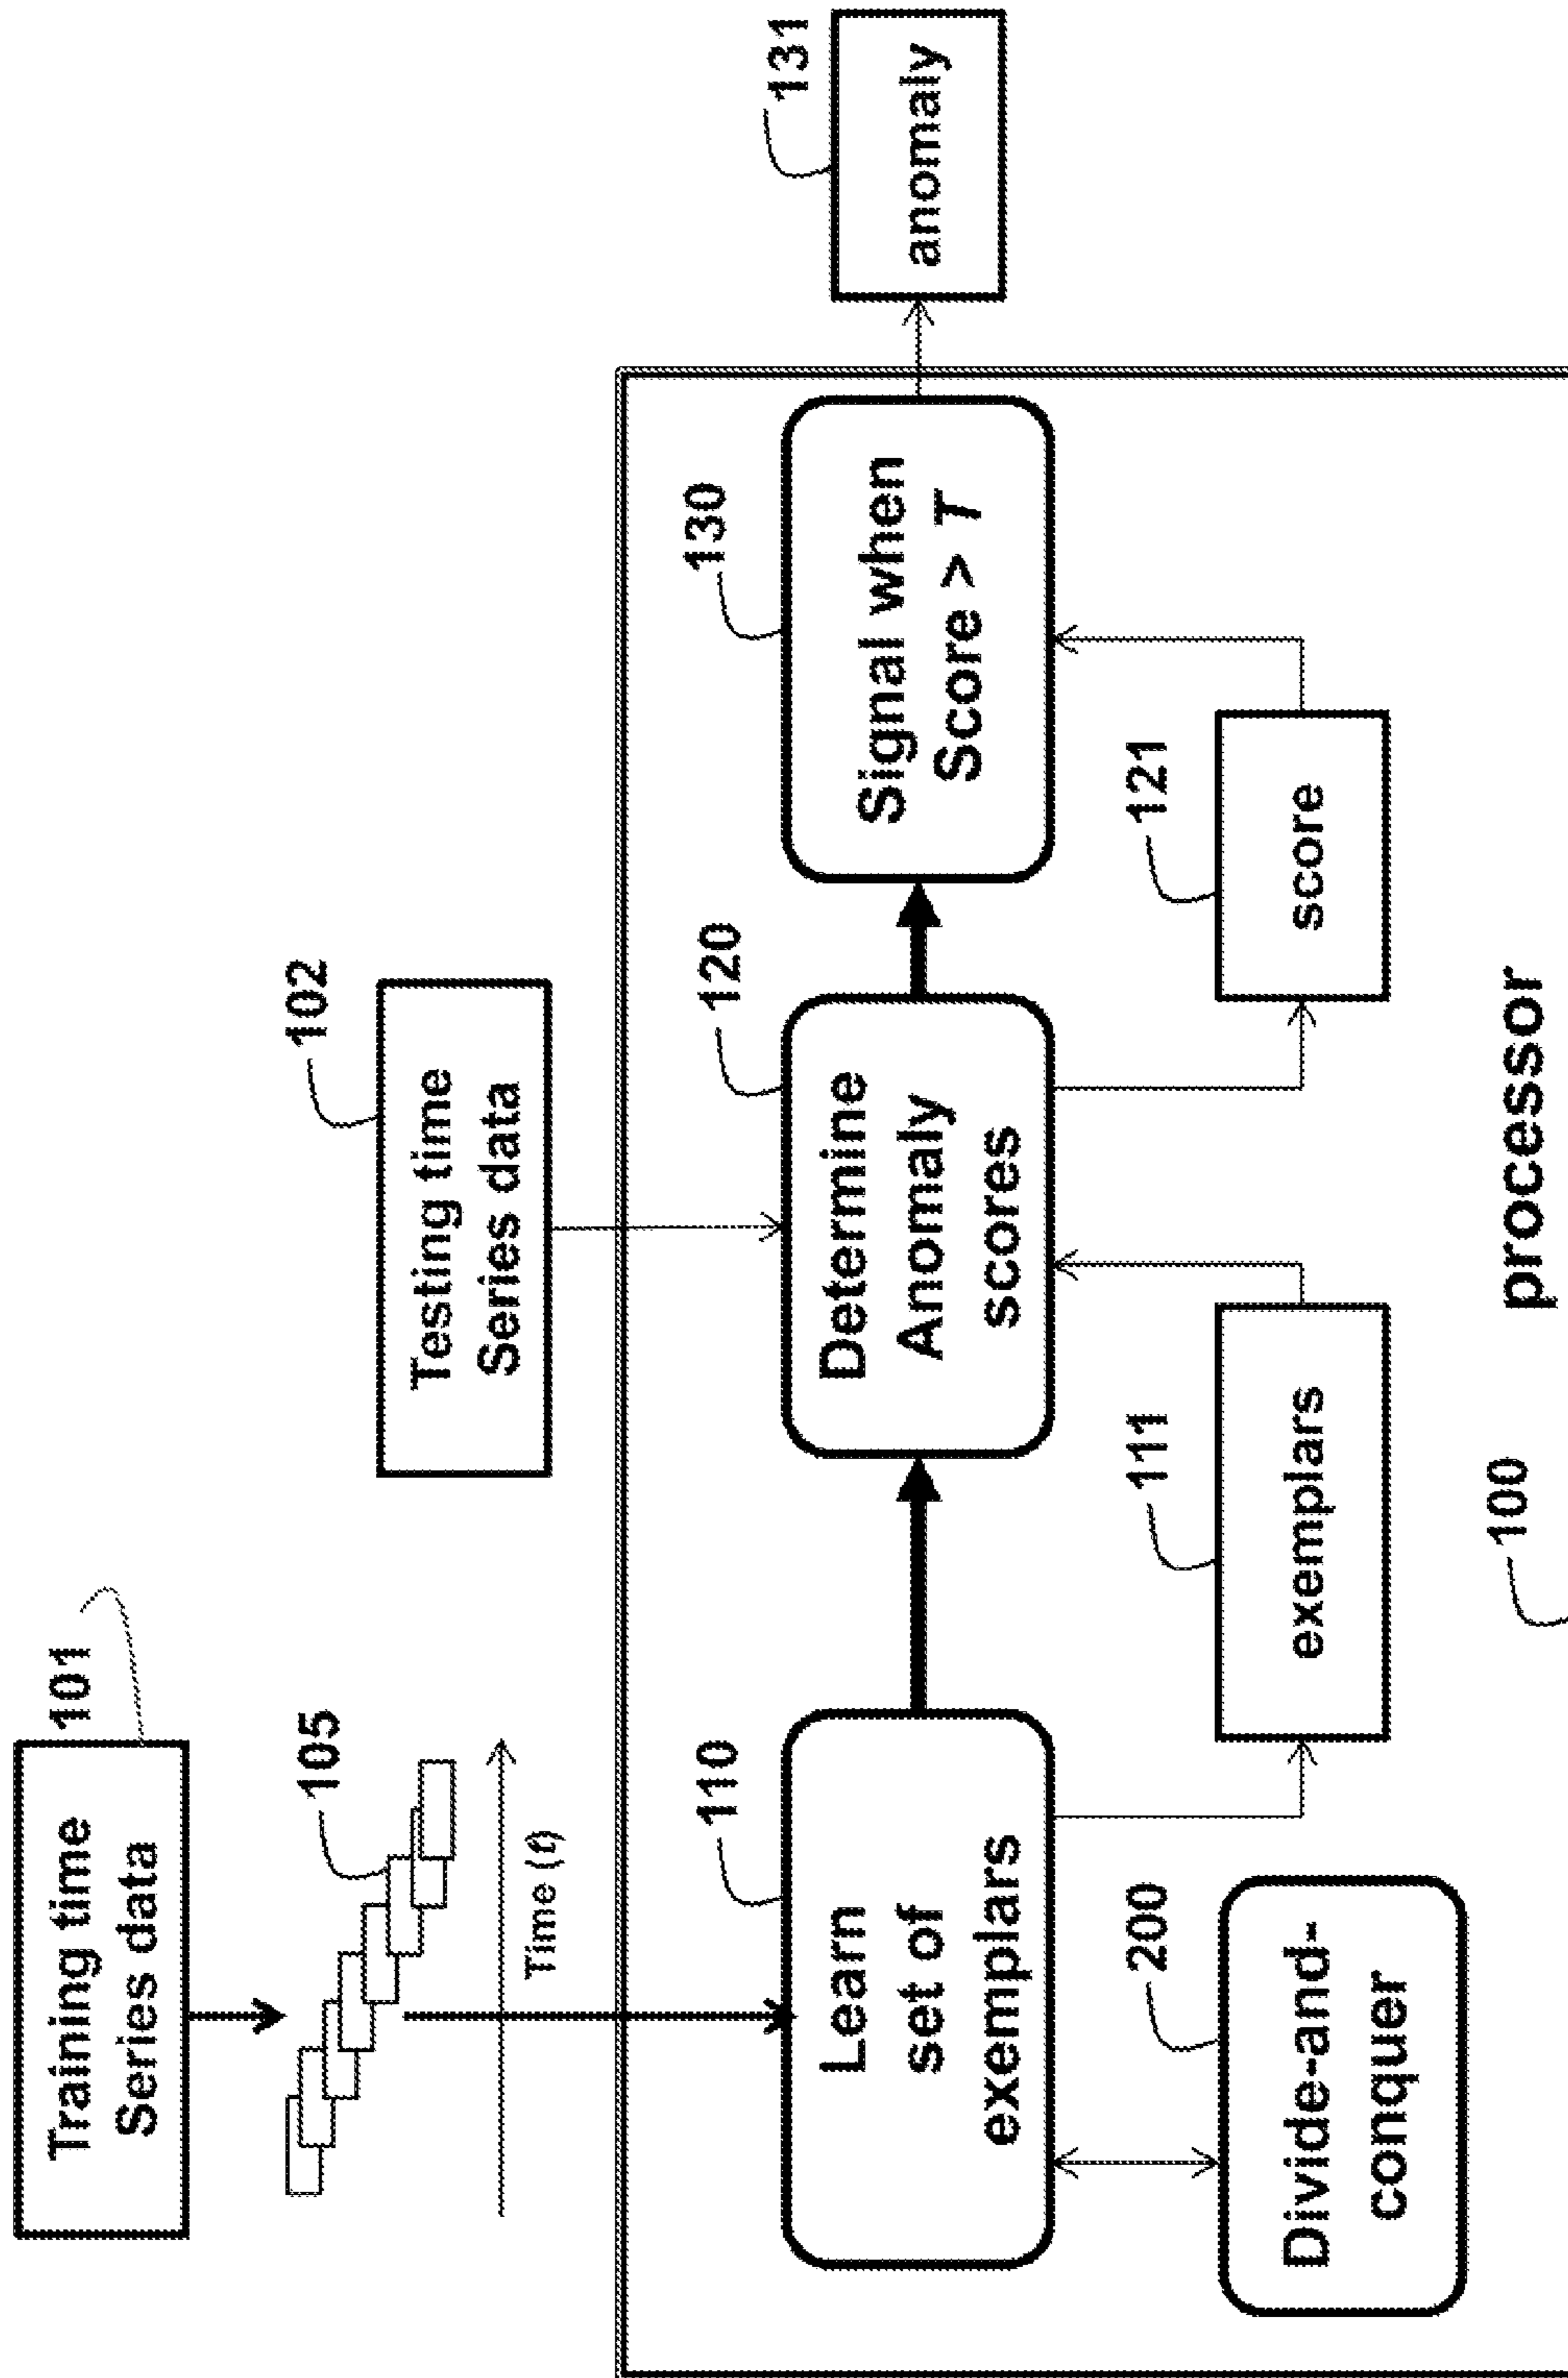 Training time
Series data
101
105
Time (t)
Testing time
Series data
102
110
Learn
set of
exemplars
120
Determine
Anomaly
scores
130
Signal when
Score > T
131
anomaly
200
Divide-and-
conquer
111
exemplars
121
score
100
processor